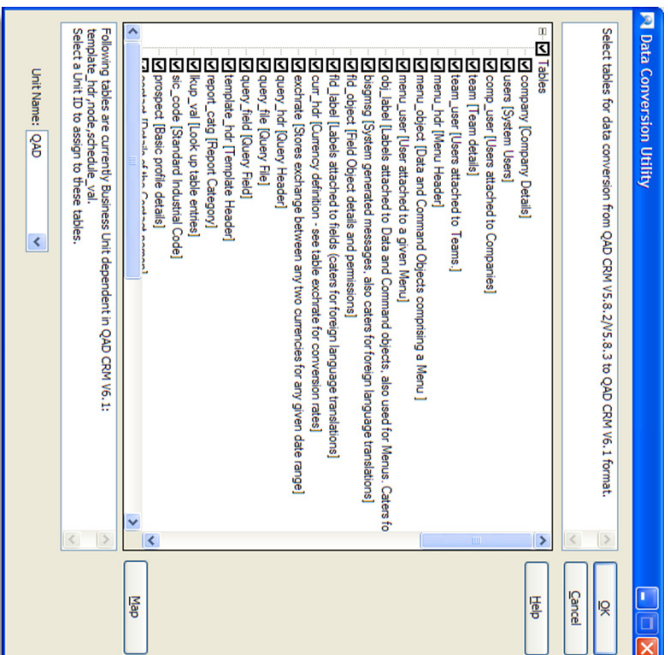 Data Conversion Utility
Select tables for data conversion from QAD CRM V5.8.2/V5.8.3 to QAD CRM V6.1 format.
OK
Cancel
Help
Tables
company [Company Details]
users [System Users]
comp_user [Users attached to Companies]
team [Team details]
team_user [Users attached to Teams.]
menu_hdr [Menu Header]
menu_object [Data and Command Objects comprising a Menu ]
menu_user [User attached to a given Menu]
obj_label [Labels attached to Data and Command objects, also used for Menus. Caters fo
bisgmsg [System generated messages, also caters for foreign language translations]
fld_object [Field Object details and permissions]
fld_label [Labels attached to fields (caters for foreign language translations]
curr_hdr [Currency definition - see table exchrate for conversion rates]
exchrate [Stores exchange between any two currencies for any given date range]
query_hdr [Query Header]
query_file [Query File]
query_field [Query Field]
template_hdr [Template Header]
report_catg [Report Category]
lkup_val [Look up table entries]
sic_code [Standard Industrial Code]
prospect [Basic profile details]
contact [Details of the Contact person]
Map
Following tables are currently Business Unit dependent in QAD CRM V6.1:
template_hdr,node,schedule_val.
Select a Unit ID to assign to these tables.
Unit Name: QAD